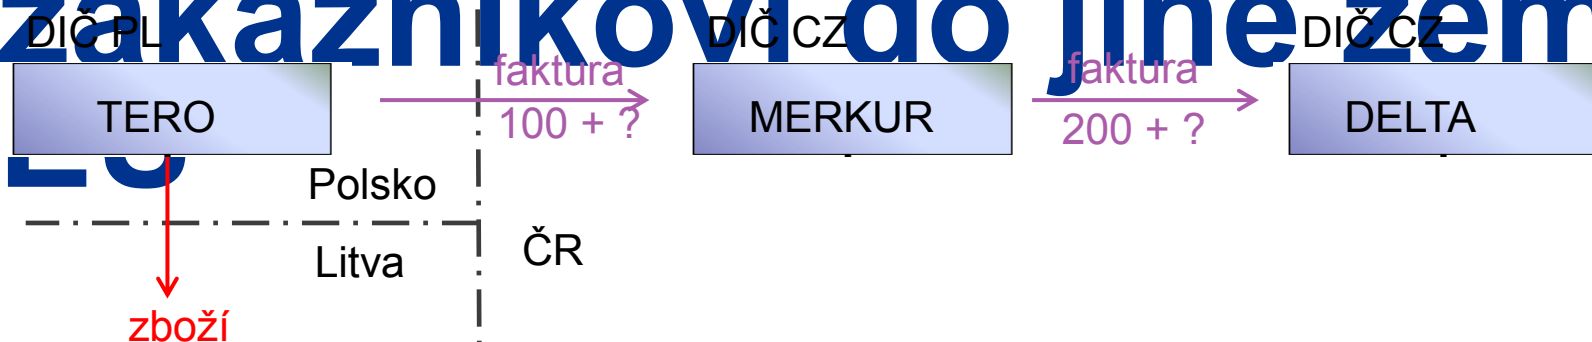 zákazníkovi do jiné zem
DIČ PL
DIČ CZ
DIČ CZ
faktura
faktura
TERO
100 + ?
MERKUR
200 + ?
DELTA
Polsko
Litva
ČR
zboží